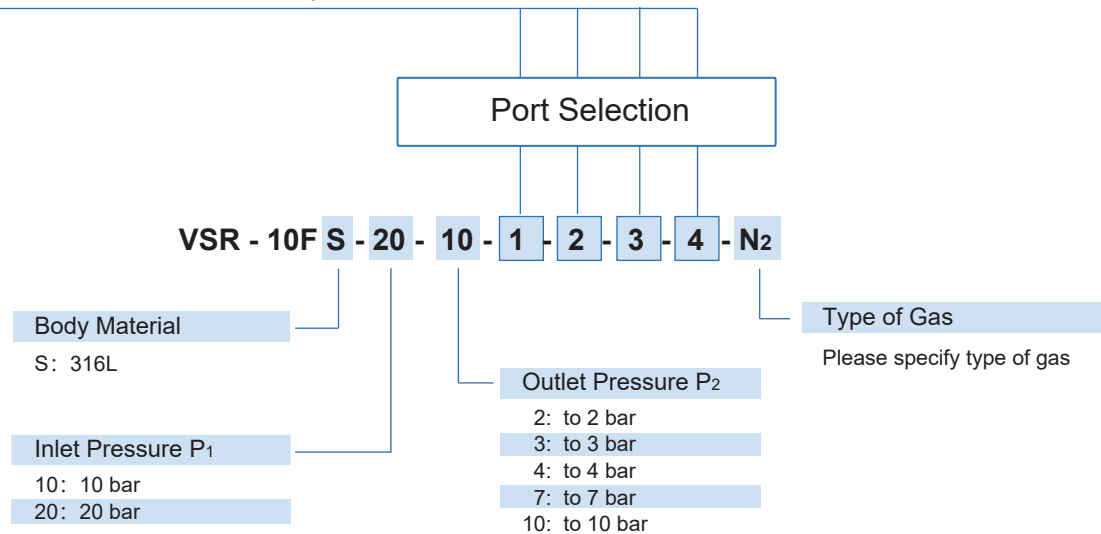 Port Selection
VSR - 10F S - 20 - 10 - 1 - 2 - 3 - 4 - N2
Body Material
S：316L
Inlet Pressure P1
10：10 bar
20：20 bar
Outlet Pressure P2
2: to 2 bar
3: to 3 bar
4: to 4 bar
7: to 7 bar
10: to 10 bar
Type of Gas
Please specify type of gas